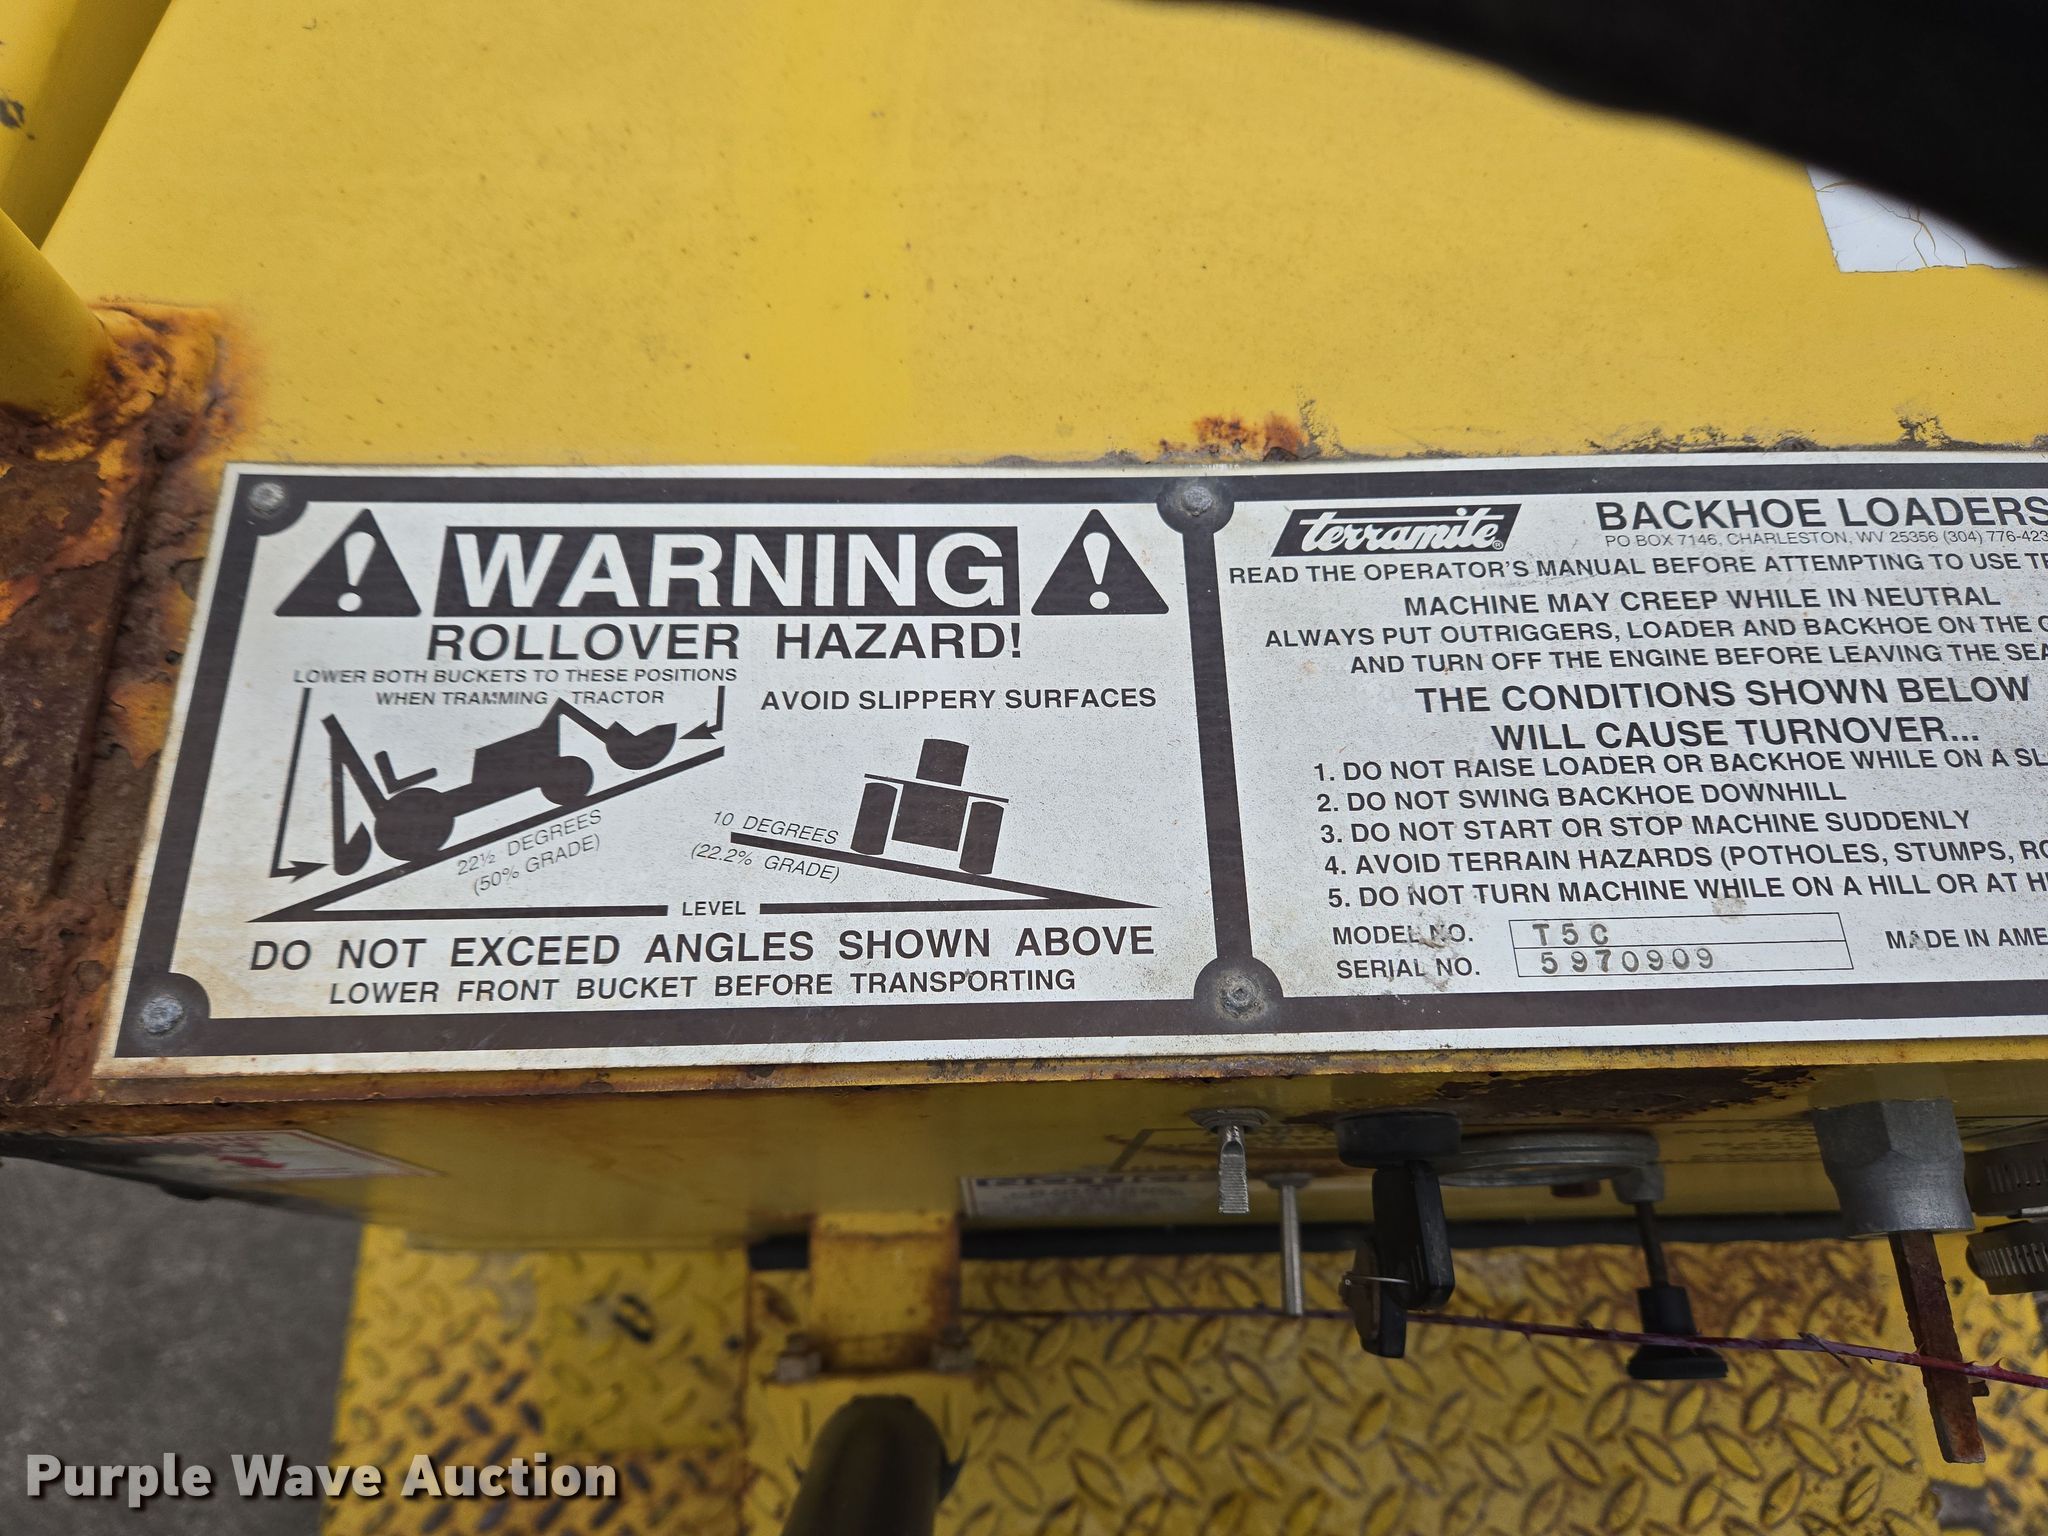 WARNING
ROLLOVER HAZARD!
LOWER BOTH BUCKETS TO THESE POSITIONS
WHEN TRAMMING TRACTOR
AVOID SLIPPERY SURFACES
22½ DEGREES
(50% GRADE)
10 DEGREES
(22.2% GRADE)
LEVEL
DO NOT EXCEED ANGLES SHOWN ABOVE
LOWER FRONT BUCKET BEFORE TRANSPORTING
terramite®
BACKHOE LOADERS
PO BOX 7146, CHARLESTON, WV 25356 (304) 776-423
READ THE OPERATOR'S MANUAL BEFORE ATTEMPTING TO USE
MACHINE MAY CREEP WHILE IN NEUTRAL
ALWAYS PUT OUTRIGGERS, LOADER AND BACKHOE ON THE
AND TURN OFF THE ENGINE BEFORE LEAVING THE
THE CONDITIONS SHOWN BELOW
WILL CAUSE TURNOVER...
1. DO NOT RAISE LOADER OR BACKHOE WHILE ON A
2. DO NOT SWING BACKHOE DOWNHILL
3. DO NOT START OR STOP MACHINE SUDDENLY
4. AVOID TERRAIN HAZARDS (POTHOLES, STUMPS,
5. DO NOT TURN MACHINE WHILE ON A HILL OR AT
MODEL NO. T5C
SERIAL NO. 5970909
MADE IN AME
Purple Wave Auction